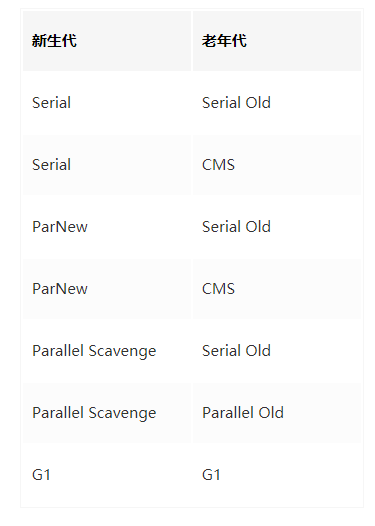 新生代 老年代
Serial Serial Old
Serial CMS
ParNew Serial Old
ParNew CMS
Parallel Scavenge Serial Old
Parallel Scavenge Parallel Old
G1 G1